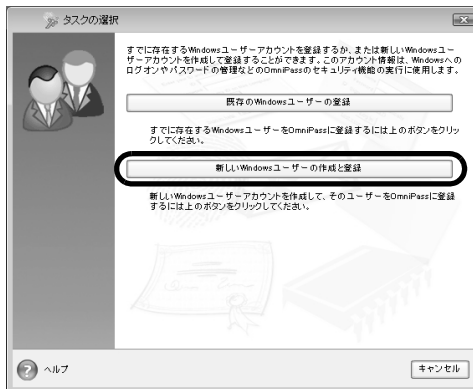 タスクの選択
すでに存在するWindowsユーザーアカウントを登録するか、または新しいWindowsユー
ザーアカウントを作成して登録することができます。このアカウント情報は、Windowsへの
ログオンやパスワードの管理などのOmniPassのセキュリティ機能の実行に使用します。
既存のWindowsユーザーの登録
すでに存在するWindowsユーザーをOmniPassに登録するには上のボタンをクリッ
クしてください。
新しいWindowsユーザーの作成と登録
新しいWindowsユーザーアカウントを作成して、そのユーザーをOmniPassに登録
するには上のボタンをクリックしてください。
ヘルプ
キャンセル